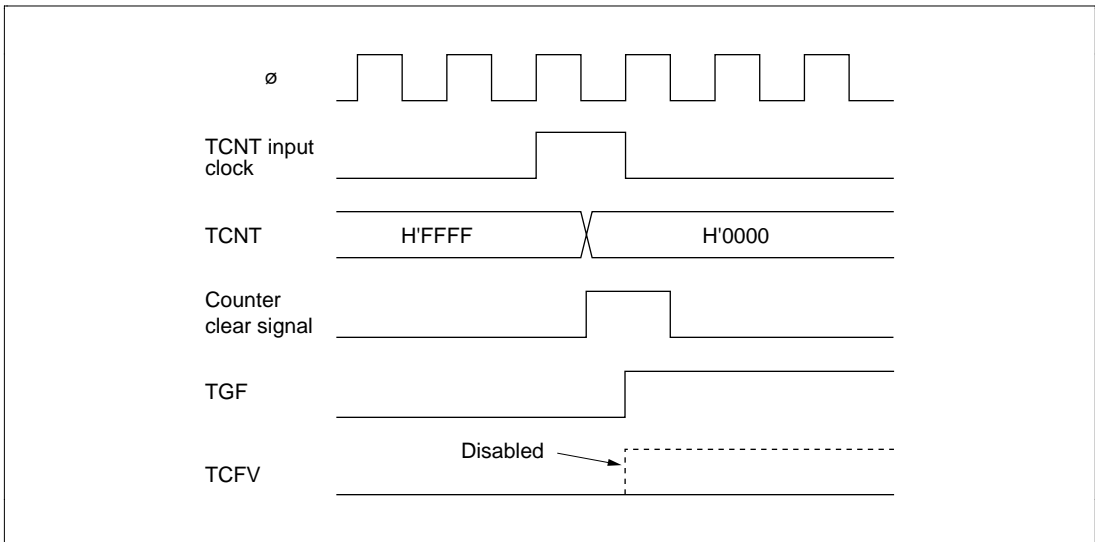 ø
TCNT input
clock
TCNT
H'FFFF
H'0000
Counter
clear signal
TGF
Disabled
TCFV